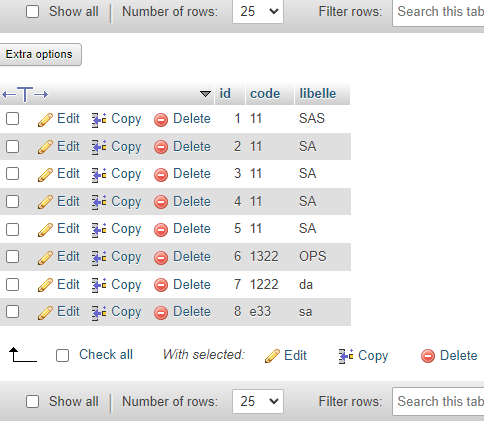 Show all Number of rows: 25 Filter rows: Search this tab
Extra options
id code libelle
Edit Copy Delete 1 11 SAS
Edit Copy Delete 2 11 SA
Edit Copy Delete 3 11 SA
Edit Copy Delete 4 11 SA
Edit Copy Delete 5 11 SA
Edit Copy Delete 6 1322 OPS
Edit Copy Delete 7 1222 da
Edit Copy Delete 8 e33 sa
Check all With selected: Edit Copy Delete
Show all Number of rows: 25 Filter rows: Search this tab